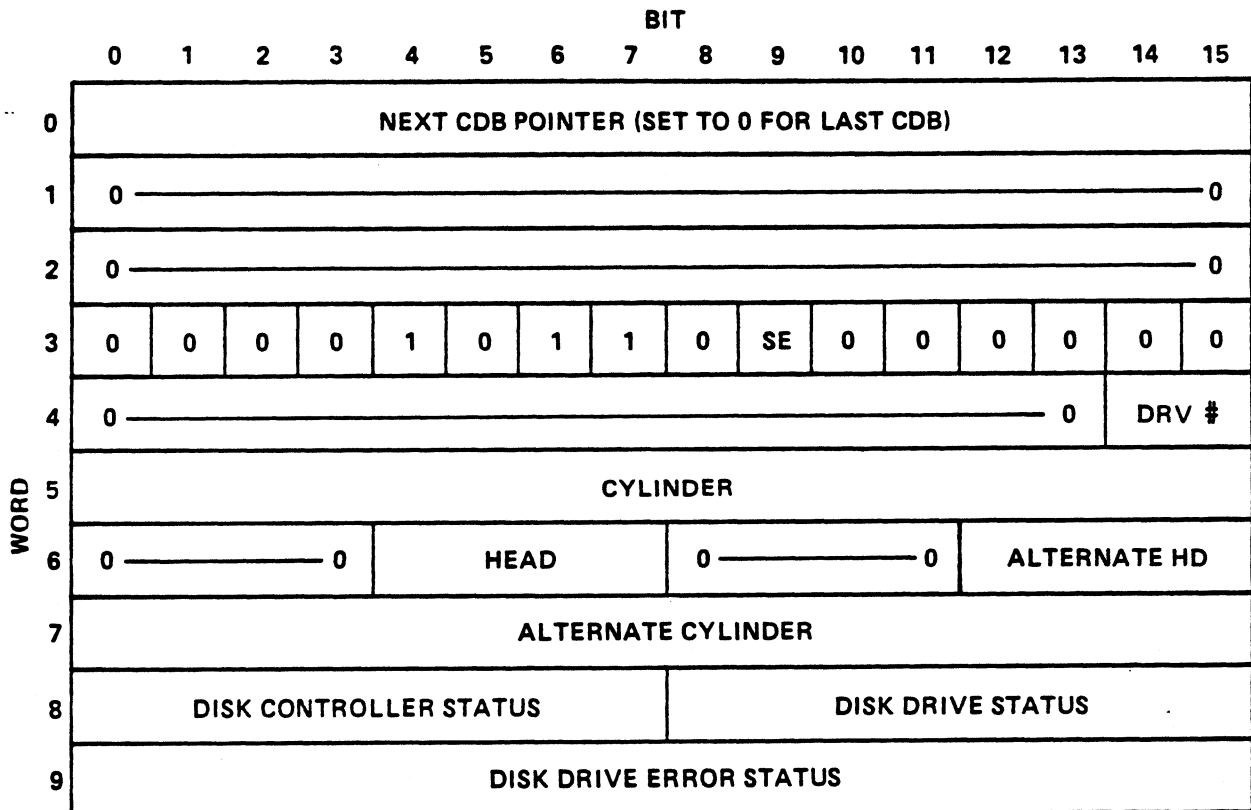 BIT
0 1 2 3 4 5 6 7 8 9 10 11 12 13 14 15
0 NEXT CDB POINTER (SET TO 0 FOR LAST CDB)
1 0 0
2 0 0
3 0 0 0 0 1 0 1 1 0 SE 0 0 0 0 0 0
4 0 0 DRV #
WORD
5 CYLINDER
6 0 0 HEAD 0 0 ALTERNATE HD
7 ALTERNATE CYLINDER
8 DISK CONTROLLER STATUS DISK DRIVE STATUS
9 DISK DRIVE ERROR STATUS